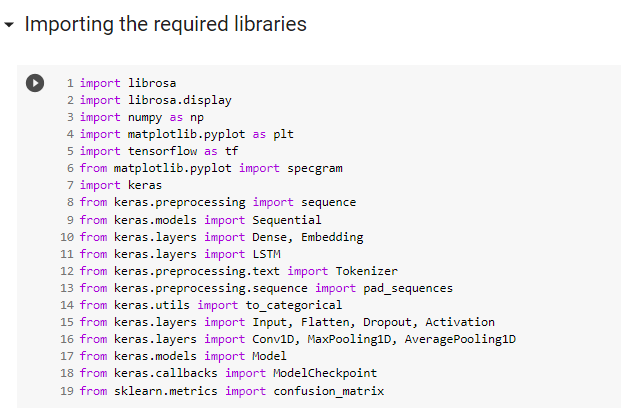 Importing the required libraries
1 import librosa
2 import librosa.display
3 import numpy as np
4 import matplotlib.pyplot as plt
5 import tensorflow as tf
6 from matplotlib.pyplot import specgram
7 import keras
8 from keras.preprocessing import sequence
9 from keras.models import Sequential
10 from keras.layers import Dense, Embedding
11 from keras.layers import LSTM
12 from keras.preprocessing.text import Tokenizer
13 from keras.preprocessing.sequence import pad_sequences
14 from keras.utils import to_categorical
15 from keras.layers import Input, Flatten, Dropout, Activation
16 from keras.layers import Conv1D, MaxPooling1D, AveragePooling1D
17 from keras.models import Model
18 from keras.callbacks import ModelCheckpoint
19 from sklearn.metrics import confusion_matrix